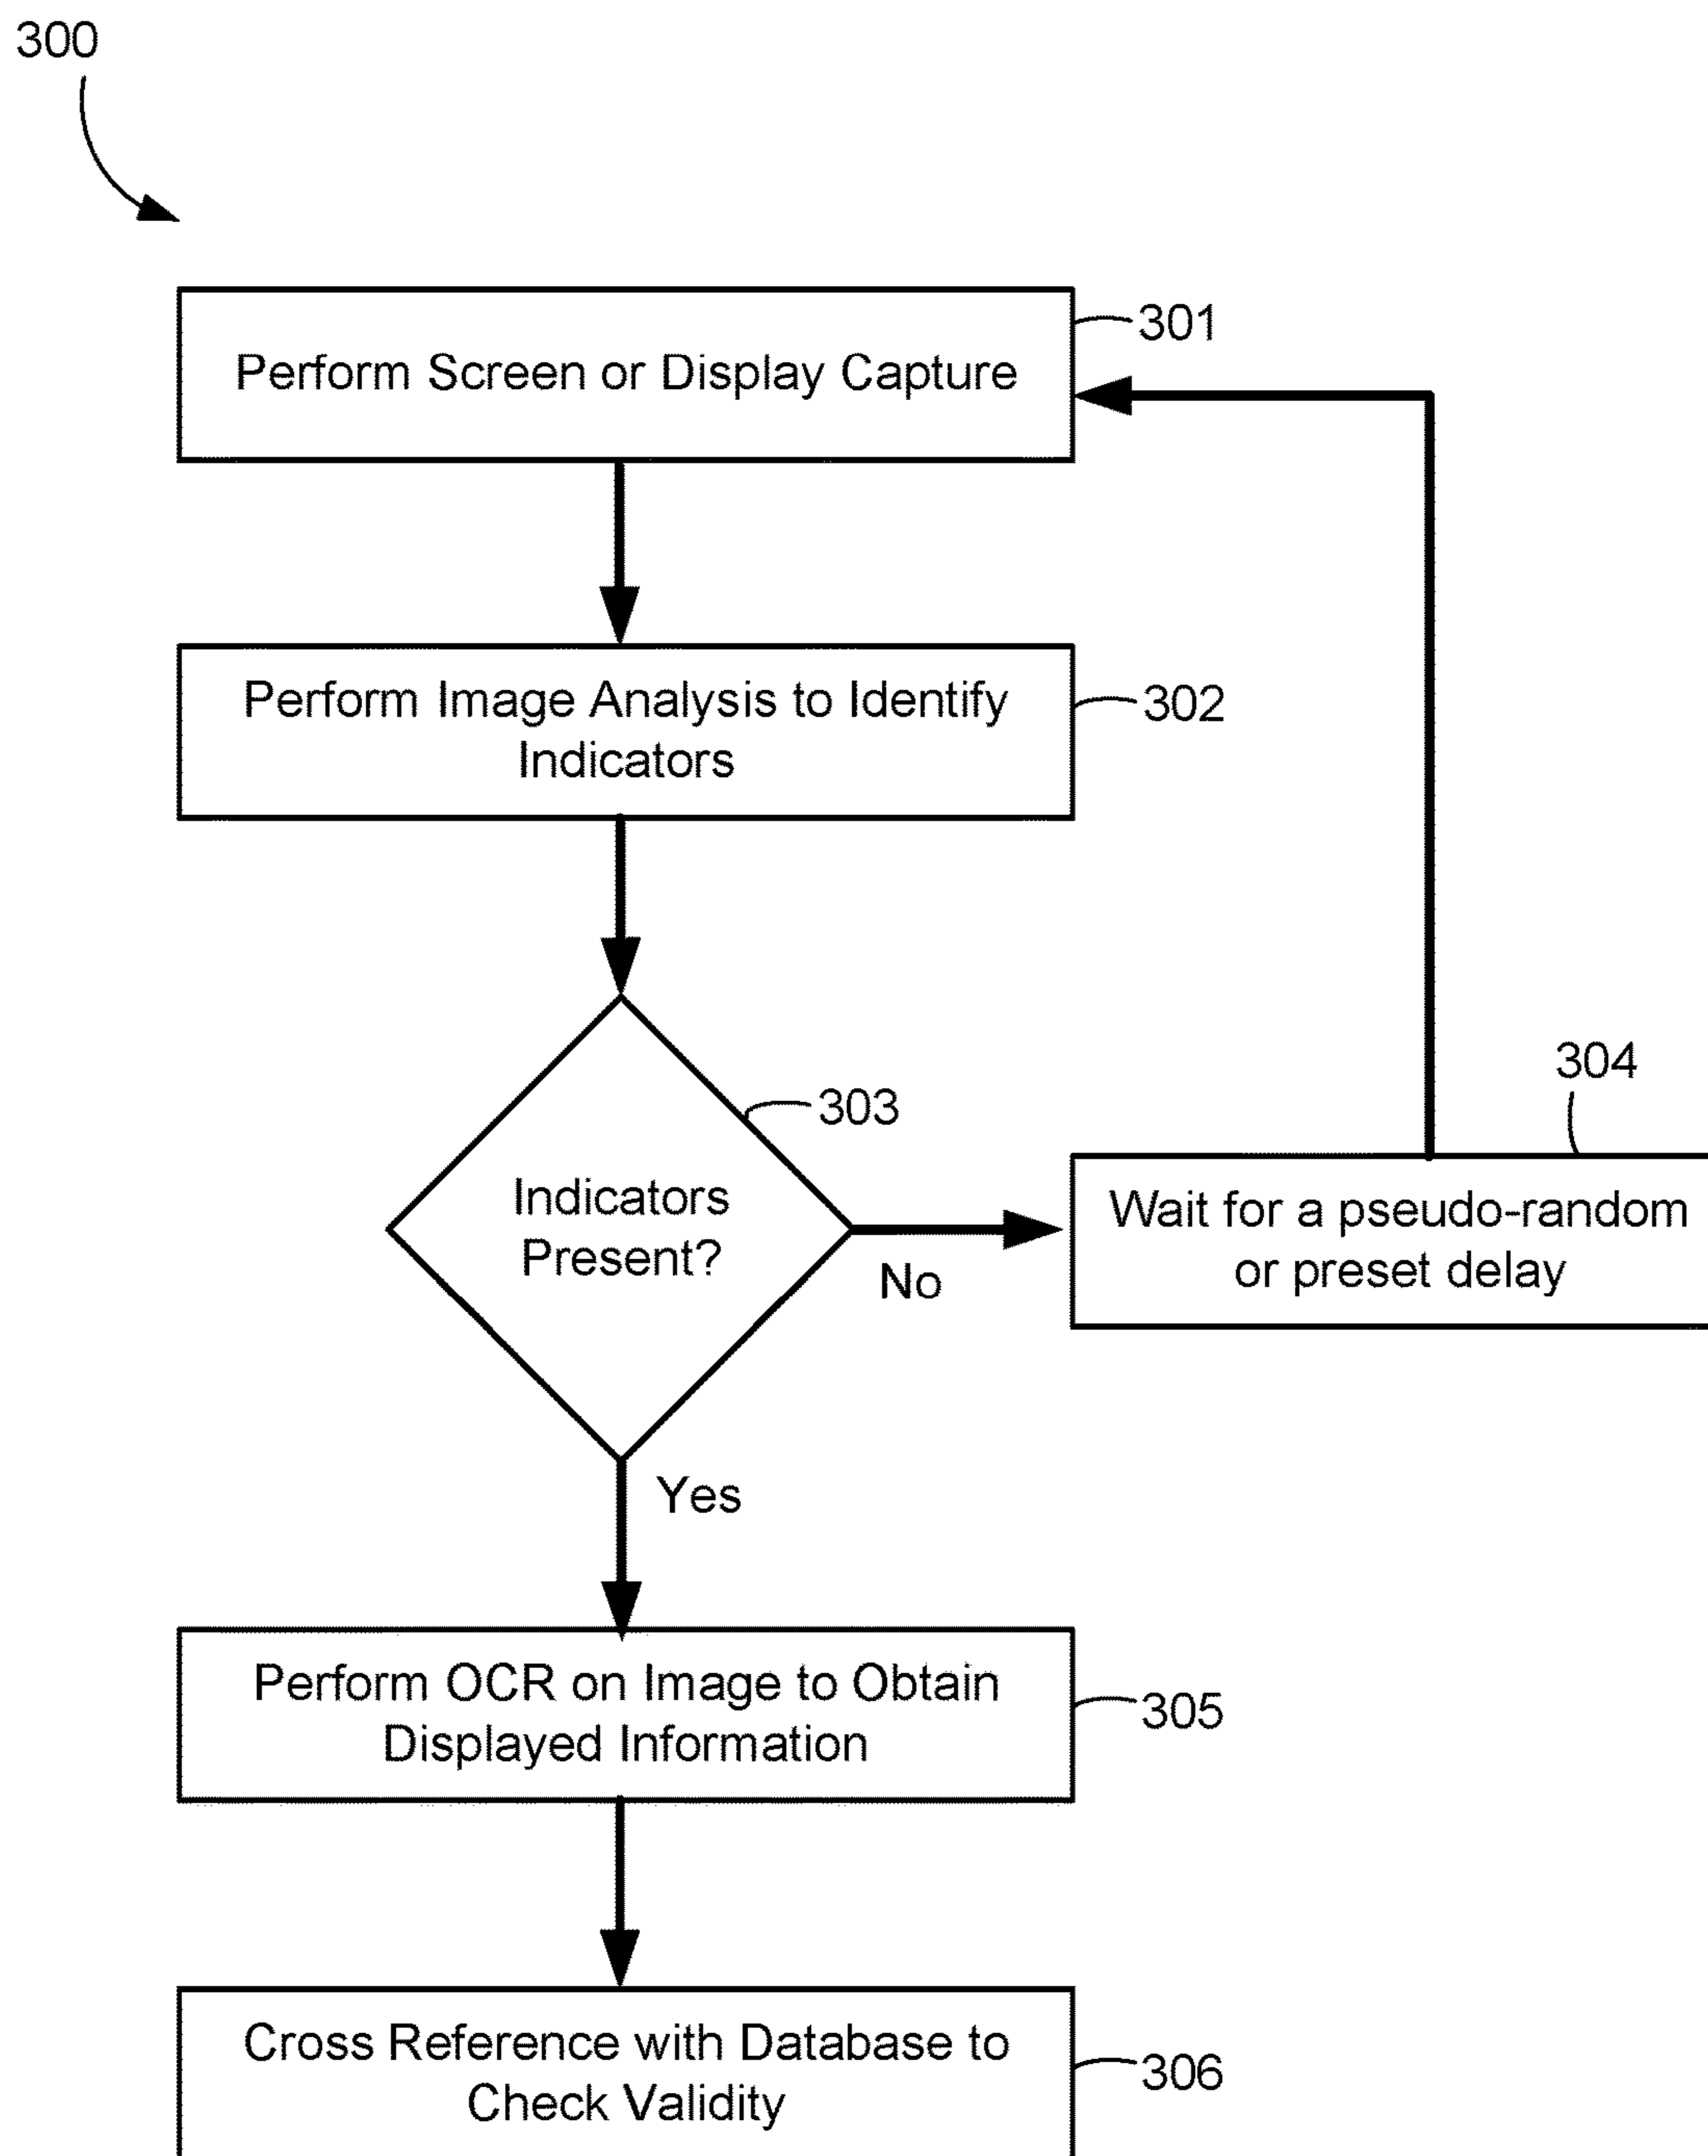 300
Perform Screen or Display Capture
301
Perform Image Analysis to Identify
Indicators
302
303
Indicators
Present?
No
304
Wait for a pseudo-random
or preset delay
Yes
Perform OCR on Image to Obtain
Displayed Information
305
Cross Reference with Database to
Check Validity
306